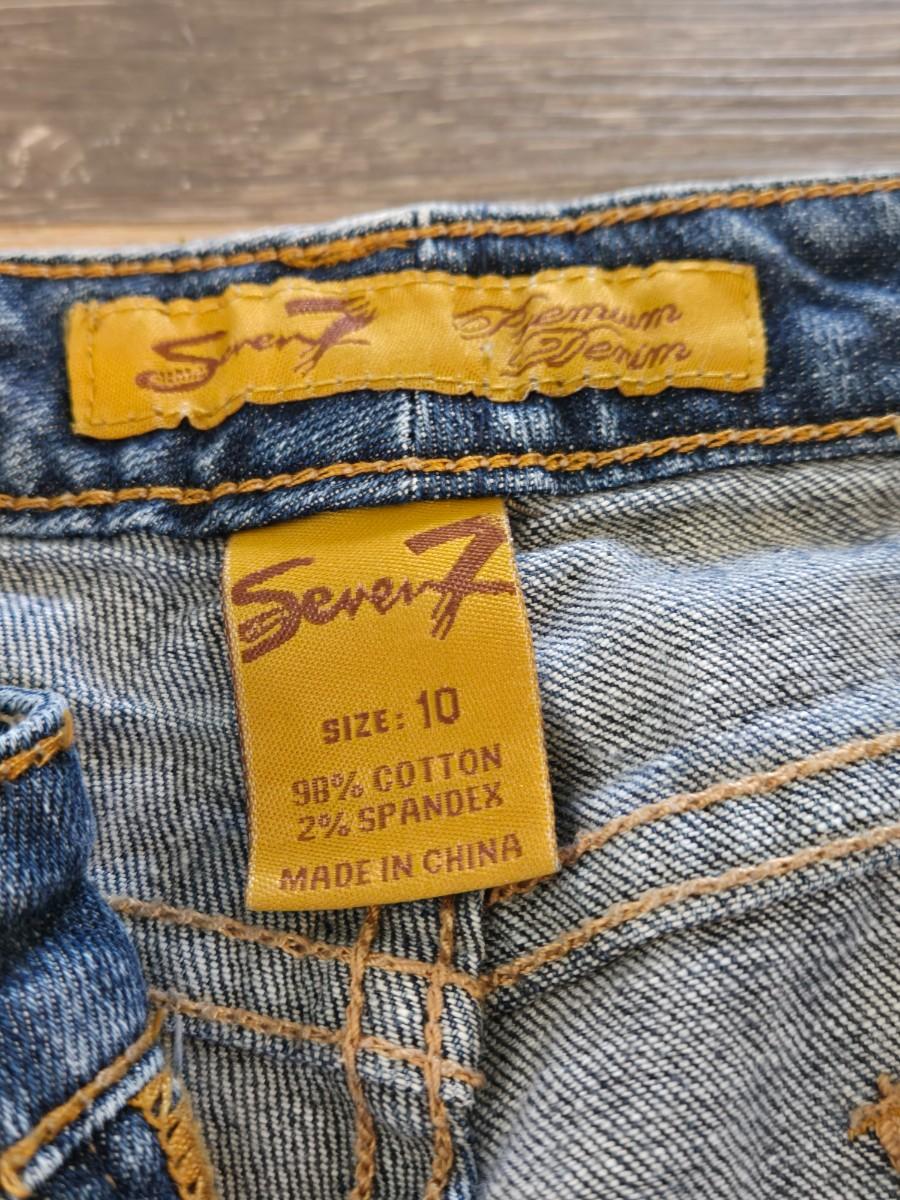 Seven7 Premium
Denim
Seven7
SIZE: 10
98% COTTON
2% SPANDEX
MADE IN CHINA